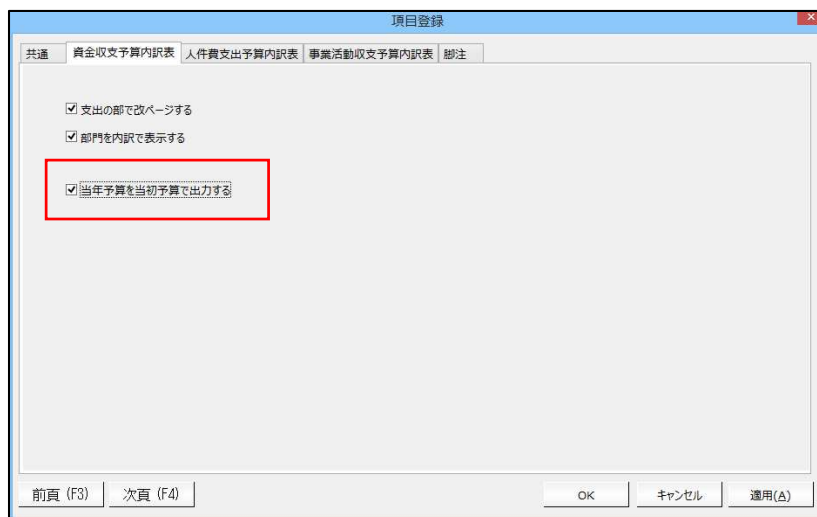 項目登録
共通 資金収支予算内訳表 人件費支出予算内訳表 事業活動収支予算内訳表 脚注
支出の部で改ページする
部門を内訳で表示する
当年予算を当初予算で出力する
前頁 (F3) 次頁 (F4) OK キャンセル 適用(A)